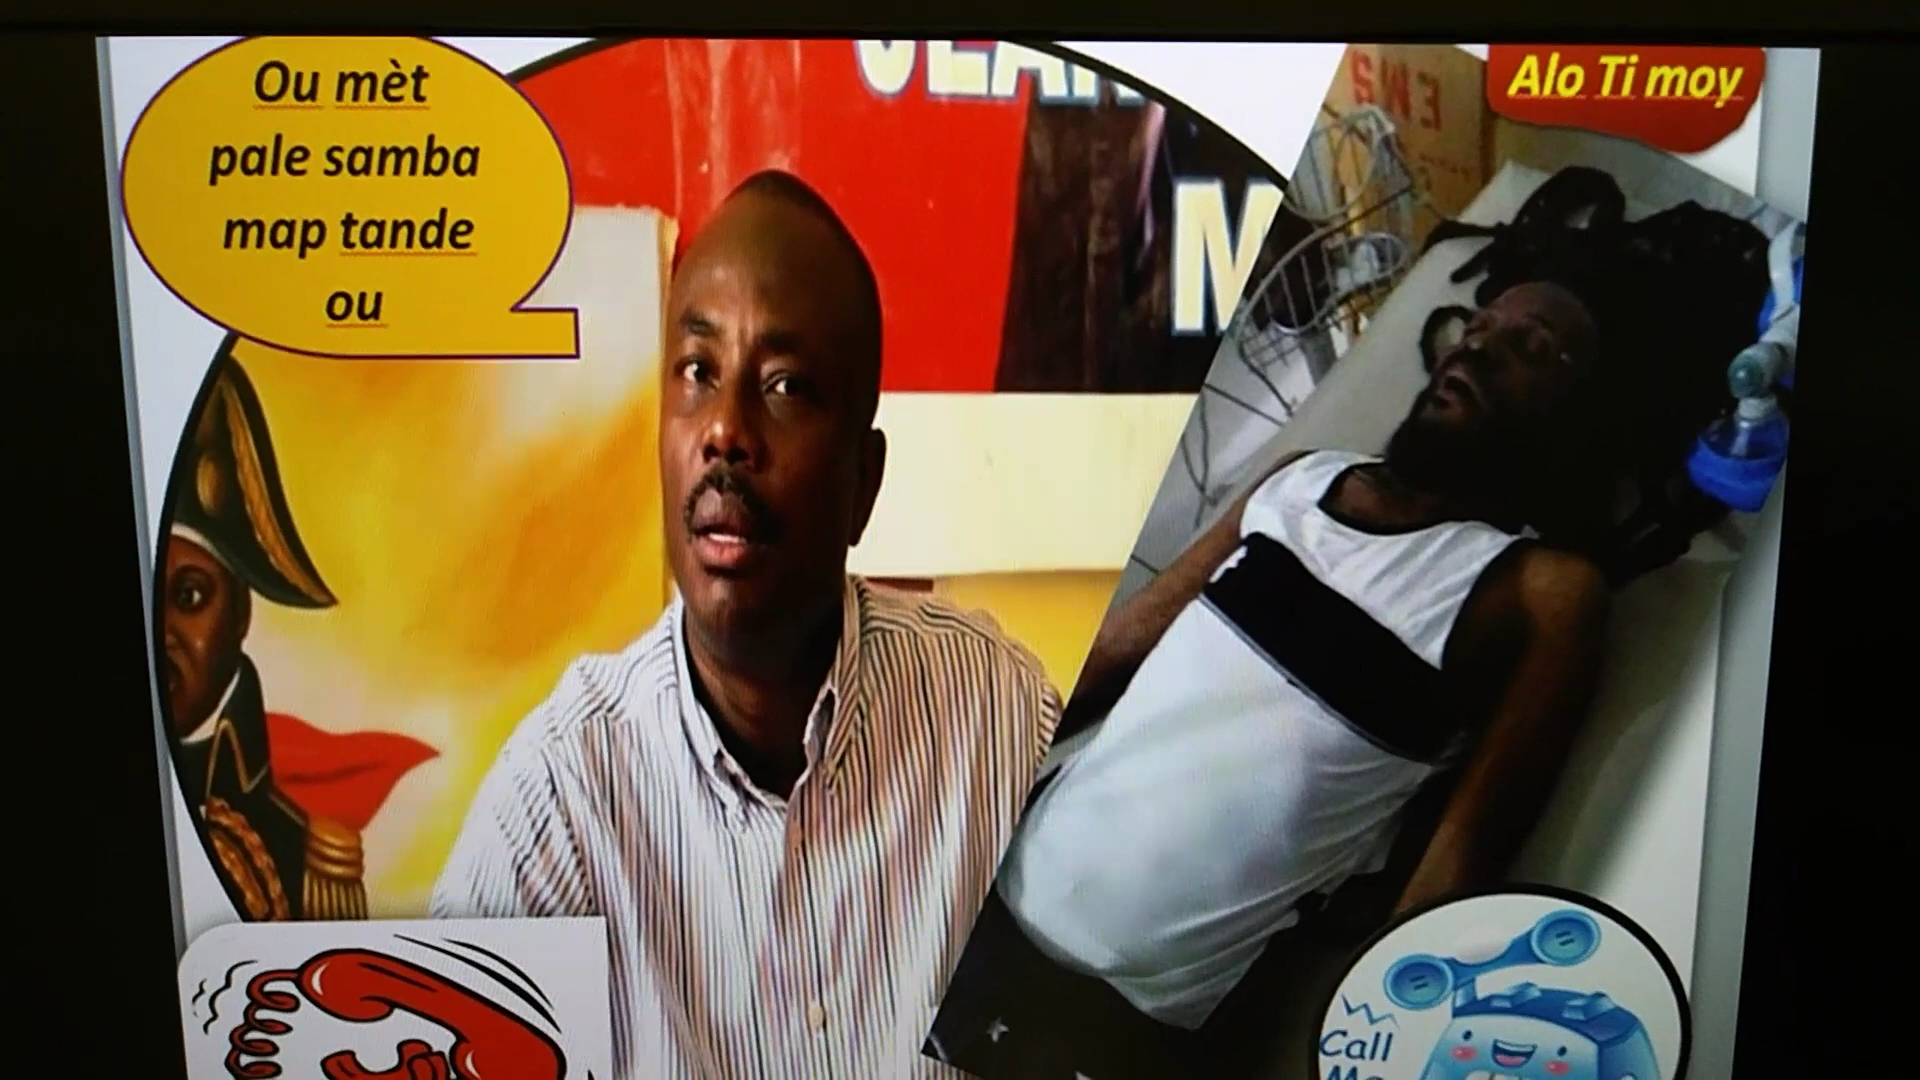 Ou mèt
pale samba
map tande
ou
Alo Ti moy
EMS
M
Call